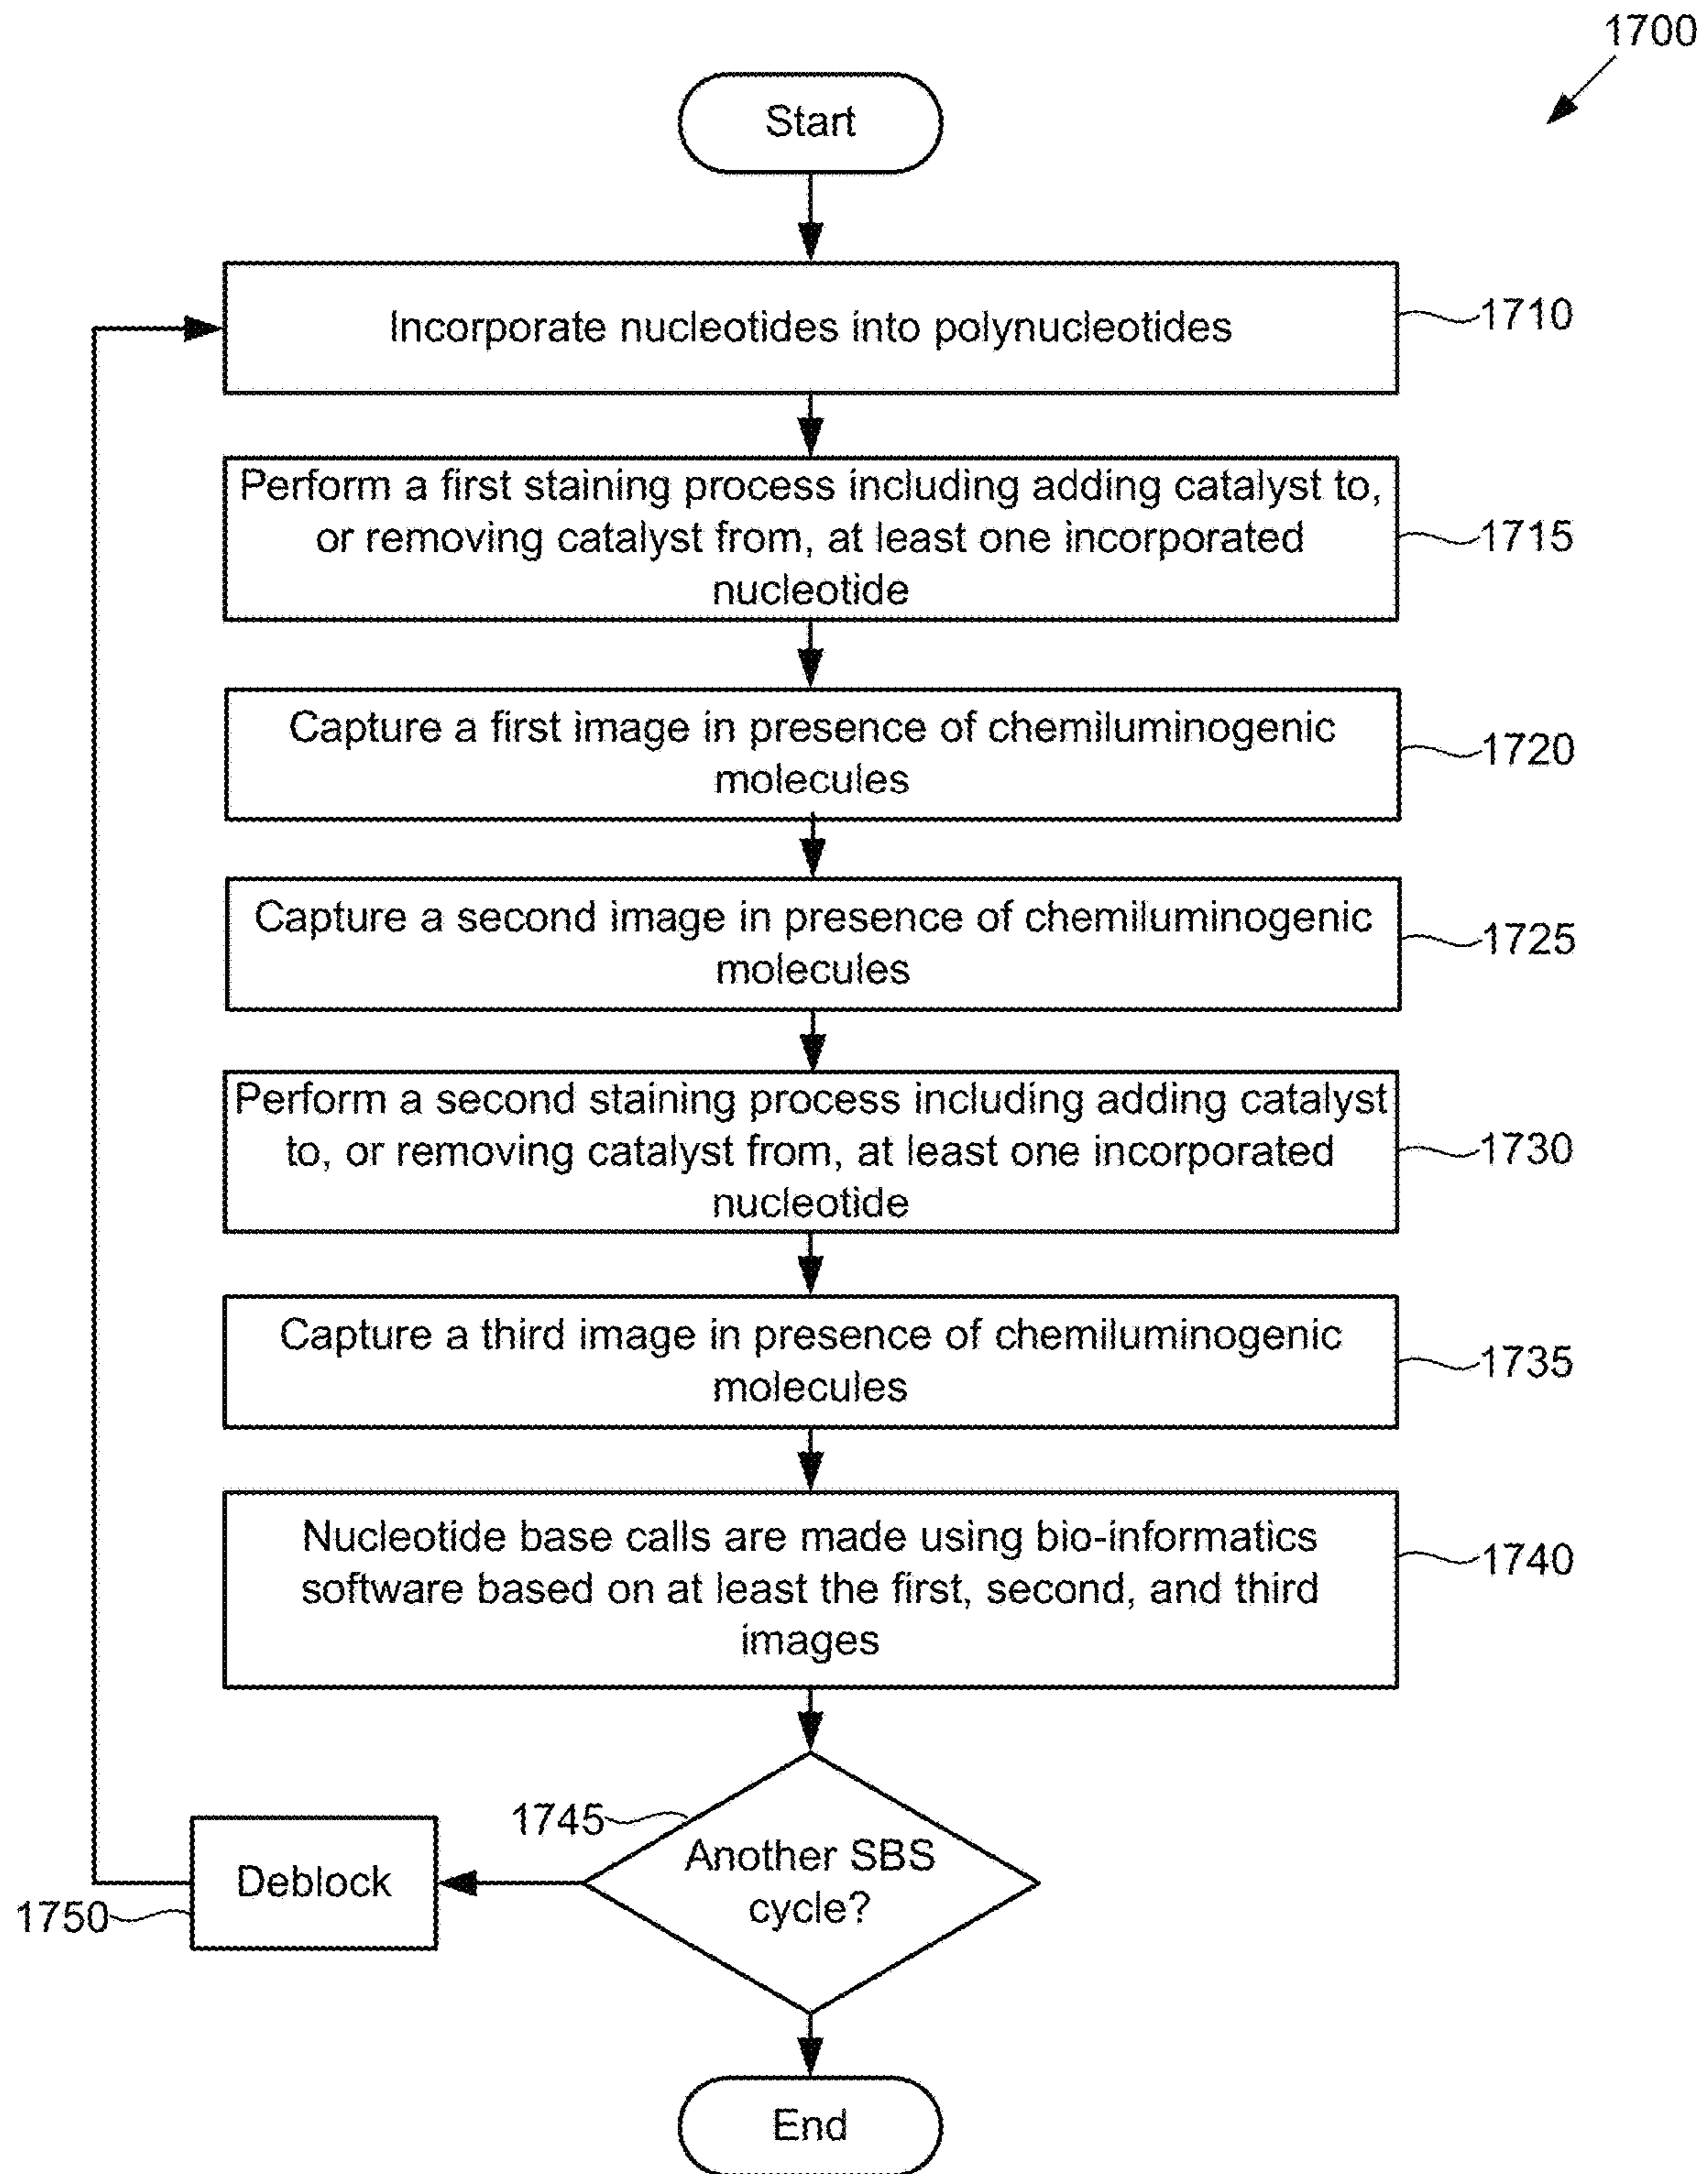 1700
Start
Incorporate nucleotides into polynucleotides
1710
Perform a first staining process including adding catalyst to,
or removing catalyst from, at least one incorporated
nucleotide
1715
Capture a first image in presence of chemiluminogenic
molecules
1720
Capture a second image in presence of chemiluminogenic
molecules
1725
Perform a second staining process including adding catalyst
to, or removing catalyst from, at least one incorporated
nucleotide
1730
Capture a third image in presence of chemiluminogenic
molecules
1735
Nucleotide base calls are made using bio-informatics
software based on at least the first, second, and third
images
1740
1745
Another SBS
cycle?
Deblock
1750
End